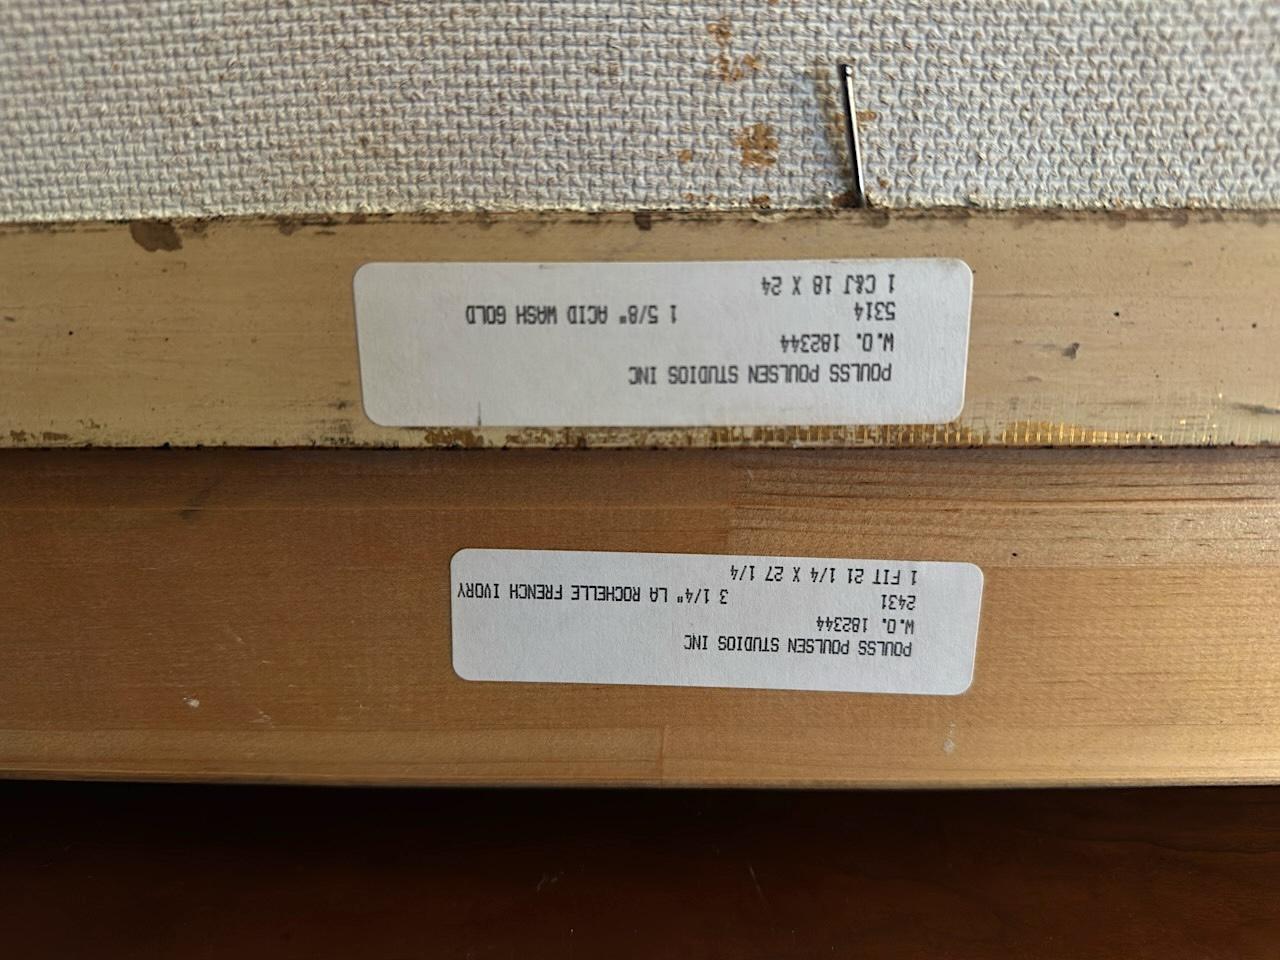 POULSS POULSEN STUDIOS INC
W.O. 182344
5314 1 5/8" ACID WASH GOLD
1 C&J 18 X 24
POULSS POULSEN STUDIOS INC
W.O. 182344
2431 3 1/4" LA ROCHELLE FRENCH IVORY
1 FIT 21 1/4 X 27 1/4